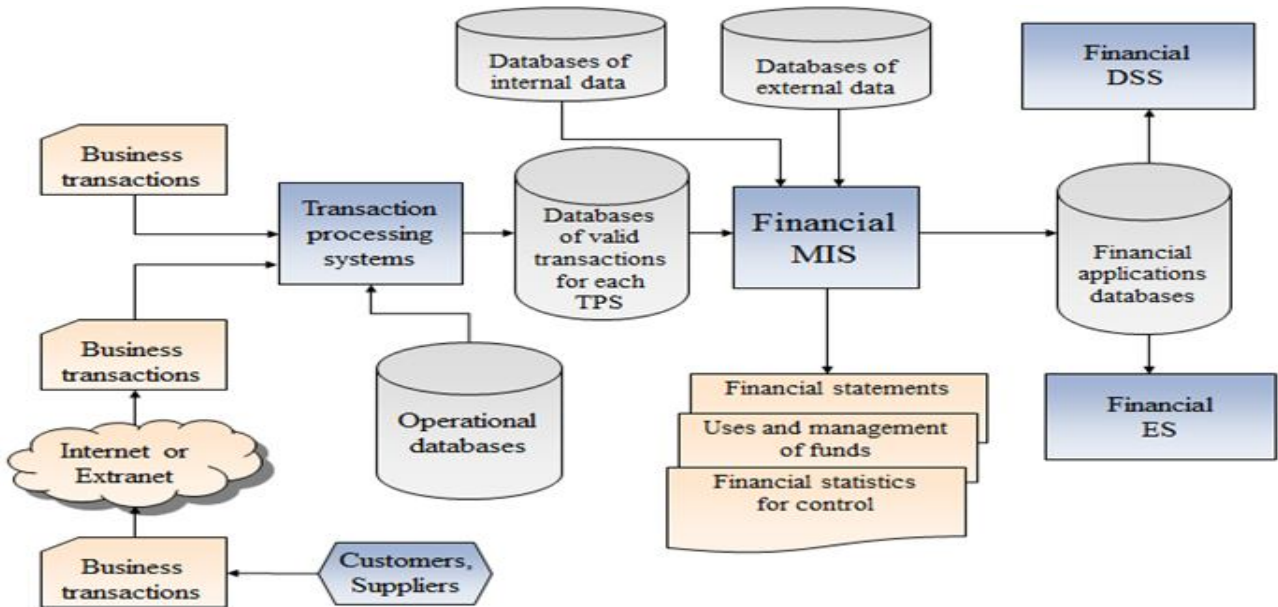 Databases of
internal data
Databases of
external data
Financial
DSS
Business
transactions
Transaction
processing
systems
Databases
of valid
transactions
for each
TPS
Financial
MIS
Financial
applications
databases
Business
transactions
Operational
databases
Financial statements
Uses and management
of funds
Financial statistics
for control
Financial
ES
Internet or
Extranet
Business
transactions
Customers,
Suppliers